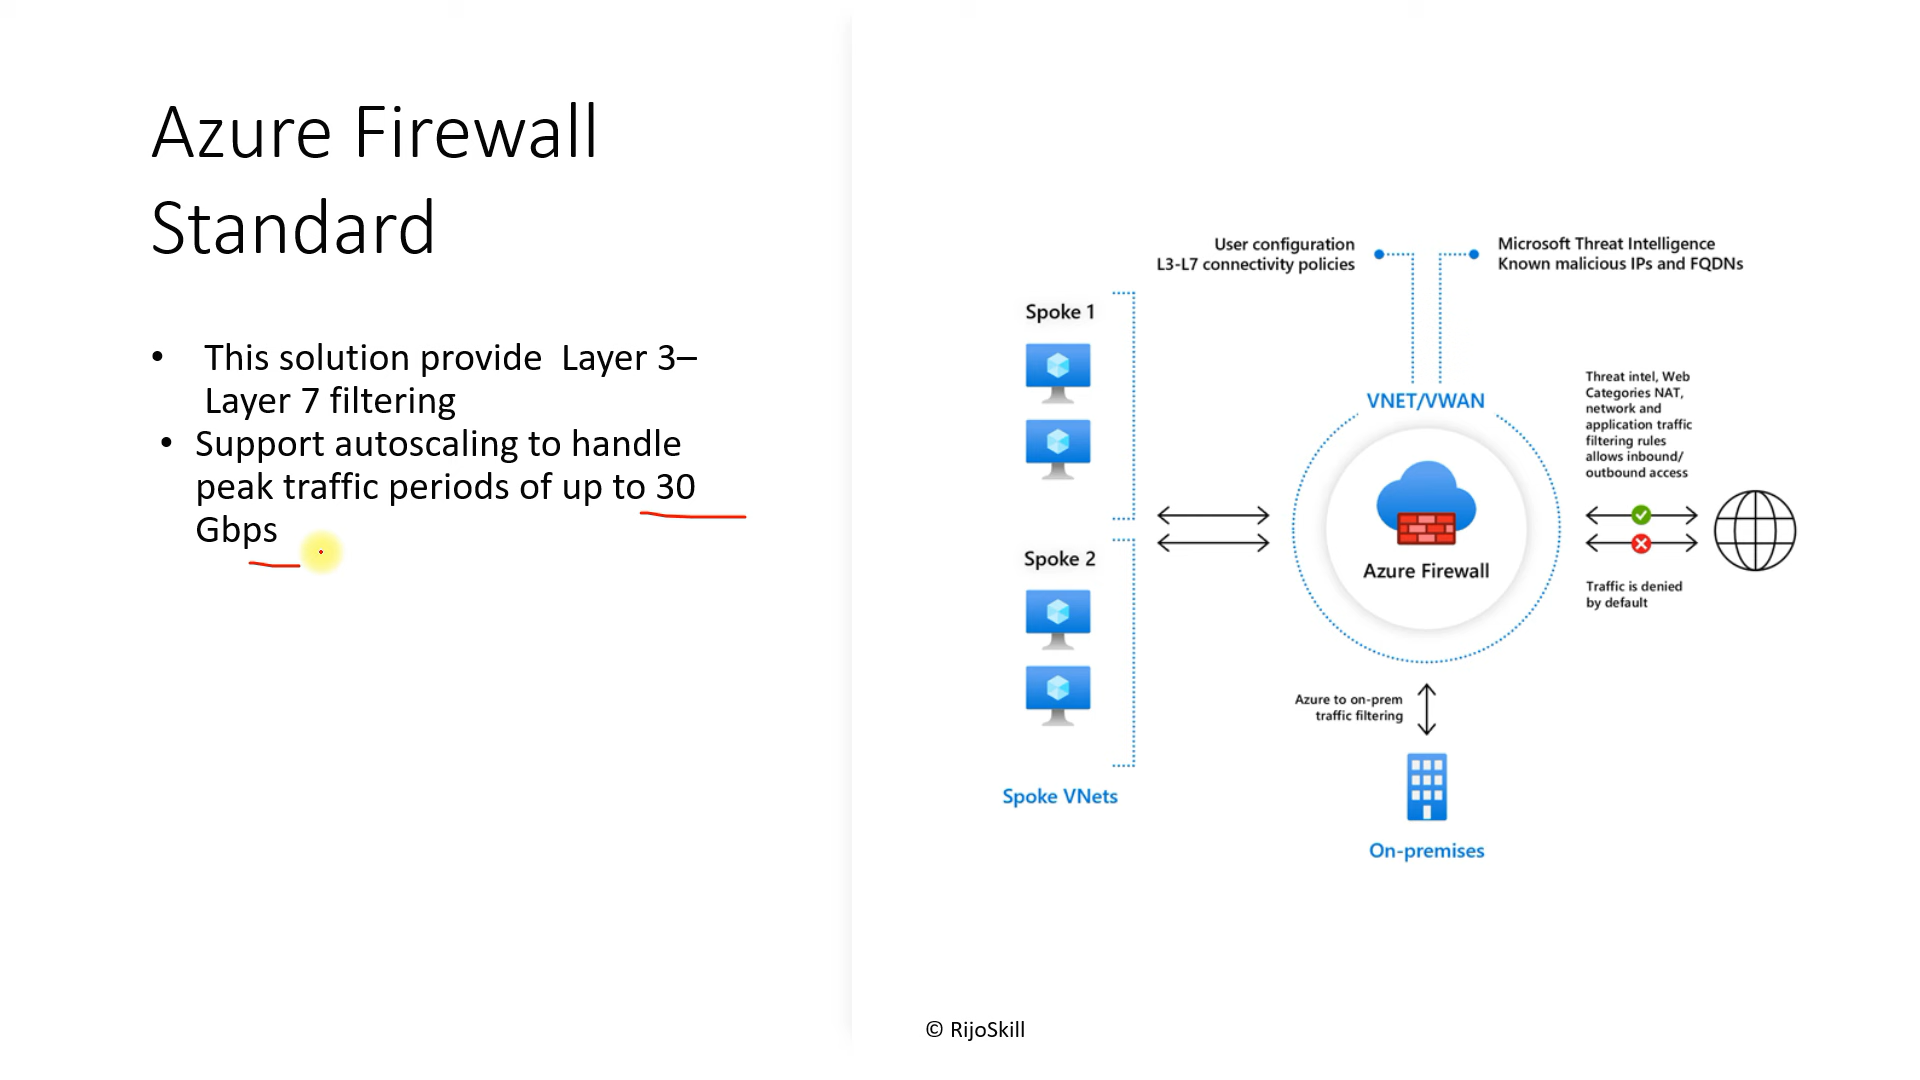 Azure Firewall
Standard
• This solution provide Layer 3–
Layer 7 filtering
• Support autoscaling to handle
peak traffic periods of up to 30
Gbps
User configuration
L3-L7 connectivity policies
Microsoft Threat Intelligence
Known malicious IPs and FQDNs
Spoke 1
VNET/VWAN
Threat intel, Web
Categories NAT,
network and
application traffic
filtering rules
allows inbound/
outbound access
Spoke 2
Azure Firewall
Traffic is denied
by default
Azure to on-prem
traffic filtering
Spoke VNets
On-premises
© RijoSkill